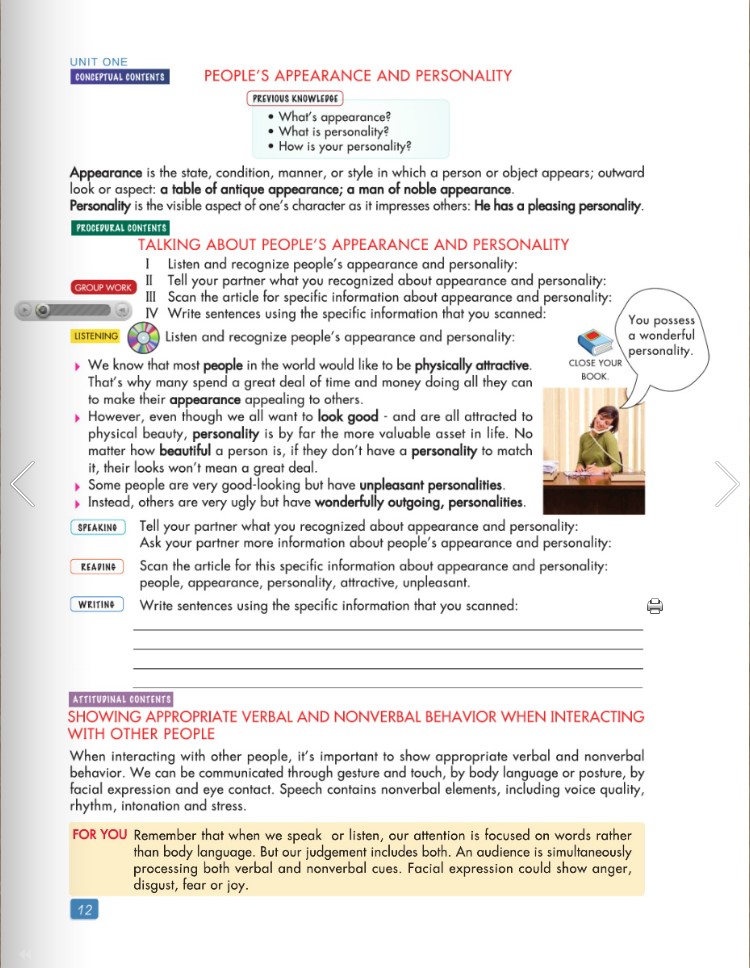 UNIT ONE
CONCEPTUAL CONTENTS
PEOPLE'S APPEARANCE AND PERSONALITY
PREVIOUS KNOWLEDGE
• What's appearance?
• What is personality?
• How is your personality?
Appearance is the state, condition, manner, or style in which a person or object appears; outward
look or aspect: a table of antique appearance; a man of noble appearance.
Personality is the visible aspect of one's character as it impresses others: He has a pleasing personality.
PROCEDURAL CONTENTS
TALKING ABOUT PEOPLE'S APPEARANCE AND PERSONALITY
GROUP WORK
I Listen and recognize people's appearance and personality:
II Tell your partner what you recognized about appearance and personality:
III Scan the article for specific information about appearance and personality:
IV Write sentences using the specific information that you scanned:
LISTENING
Listen and recognize people's appearance and personality:
CLOSE YOUR
BOOK.
You possess
a wonderful
personality.
We know that most people in the world would like to be physically attractive.
That's why many spend a great deal of time and money doing all they can
to make their appearance appealing to others.
However, even though we all want to look good - and are all attracted to
physical beauty, personality is by far the more valuable asset in life. No
matter how beautiful a person is, if they don't have a personality to match
it, their looks won't mean a great deal.
Some people are very good-looking but have unpleasant personalities.
Instead, others are very ugly but have wonderfully outgoing, personalities.
SPEAKING
Tell your partner what you recognized about appearance and personality:
Ask your partner more information about people's appearance and personality:
READING
Scan the article for this specific information about appearance and personality:
people, appearance, personality, attractive, unpleasant.
WRITING
Write sentences using the specific information that you scanned:
ATTITUDINAL CONTENTS
SHOWING APPROPRIATE VERBAL AND NONVERBAL BEHAVIOR WHEN INTERACTING
WITH OTHER PEOPLE
When interacting with other people, it's important to show appropriate verbal and nonverbal
behavior. We can be communicated through gesture and touch, by body language or posture, by
facial expression and eye contact. Speech contains nonverbal elements, including voice quality,
rhythm, intonation and stress.
FOR YOU Remember that when we speak or listen, our attention is focused on words rather
than body language. But our judgement includes both. An audience is simultaneously
processing both verbal and nonverbal cues. Facial expression could show anger,
disgust, fear or joy.
12